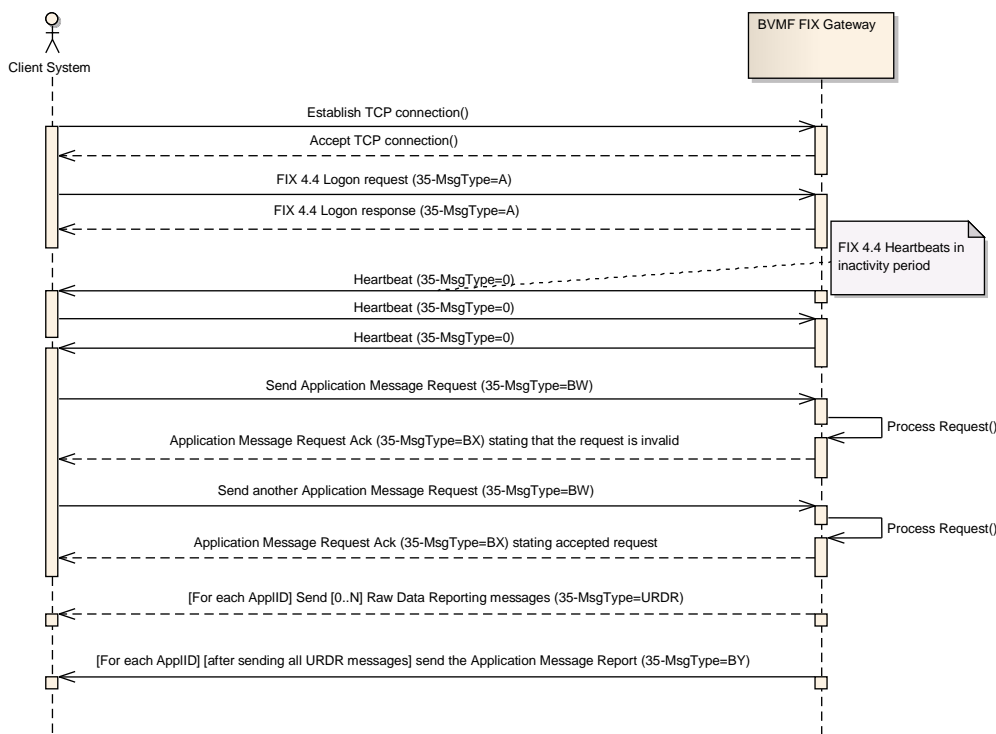 BVMF FIX Gateway
Client System
Establish TCP connection()
Accept TCP connection()
FIX 4.4 Logon request (35-MsgType=A)
FIX 4.4 Logon response (35-MsgType=A)
FIX 4.4 Heartbeats in
inactivity period
Heartbeat (35-MsgType=0)
Heartbeat (35-MsgType=0)
Heartbeat (35-MsgType=0)
Send Application Message Request (35-MsgType=BW)
Process Request()
Application Message Request Ack (35-MsgType=BX) stating that the request is invalid
Send another Application Message Request (35-MsgType=BW)
Process Request()
Application Message Request Ack (35-MsgType=BX) stating accepted request
[For each ApplID] Send [0..N] Raw Data Reporting messages (35-MsgType=URDR)
[For each ApplID] [after sending all URDR messages] send the Application Message Report (35-MsgType=BY)